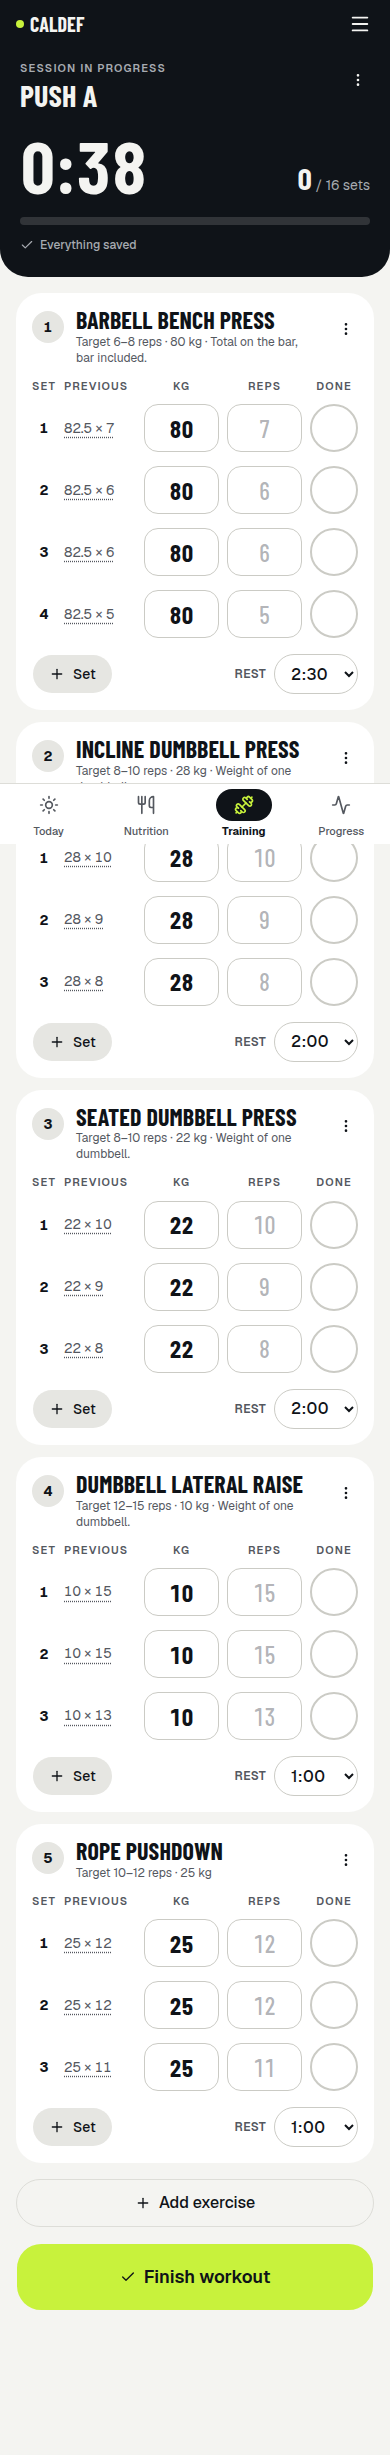 CALDEF
SESSION IN PROGRESS
PUSH A
0:38
0 / 16 sets
Everything saved
1
BARBELL BENCH PRESS
Target 6–8 reps · 80 kg · Total on the bar,
bar included.
SET PREVIOUS KG REPS DONE
1 82.5 × 7 80 7
2 82.5 × 6 80 6
3 82.5 × 6 80 6
4 82.5 × 5 80 5
+ Set REST 2:30
2
INCLINE DUMBBELL PRESS
Target 8–10 reps · 28 kg · Weight of one
Today Nutrition Training Progress
1 28 × 10 28 10
2 28 × 9 28 9
3 28 × 8 28 8
+ Set REST 2:00
3
SEATED DUMBBELL PRESS
Target 8–10 reps · 22 kg · Weight of one
dumbbell.
SET PREVIOUS KG REPS DONE
1 22 × 10 22 10
2 22 × 9 22 9
3 22 × 8 22 8
+ Set REST 2:00
4
DUMBBELL LATERAL RAISE
Target 12–15 reps · 10 kg · Weight of one
dumbbell.
SET PREVIOUS KG REPS DONE
1 10 × 15 10 15
2 10 × 15 10 15
3 10 × 13 10 13
+ Set REST 1:00
5
ROPE PUSHDOWN
Target 10–12 reps · 25 kg
SET PREVIOUS KG REPS DONE
1 25 × 12 25 12
2 25 × 12 25 12
3 25 × 11 25 11
+ Set REST 1:00
+ Add exercise
Finish workout